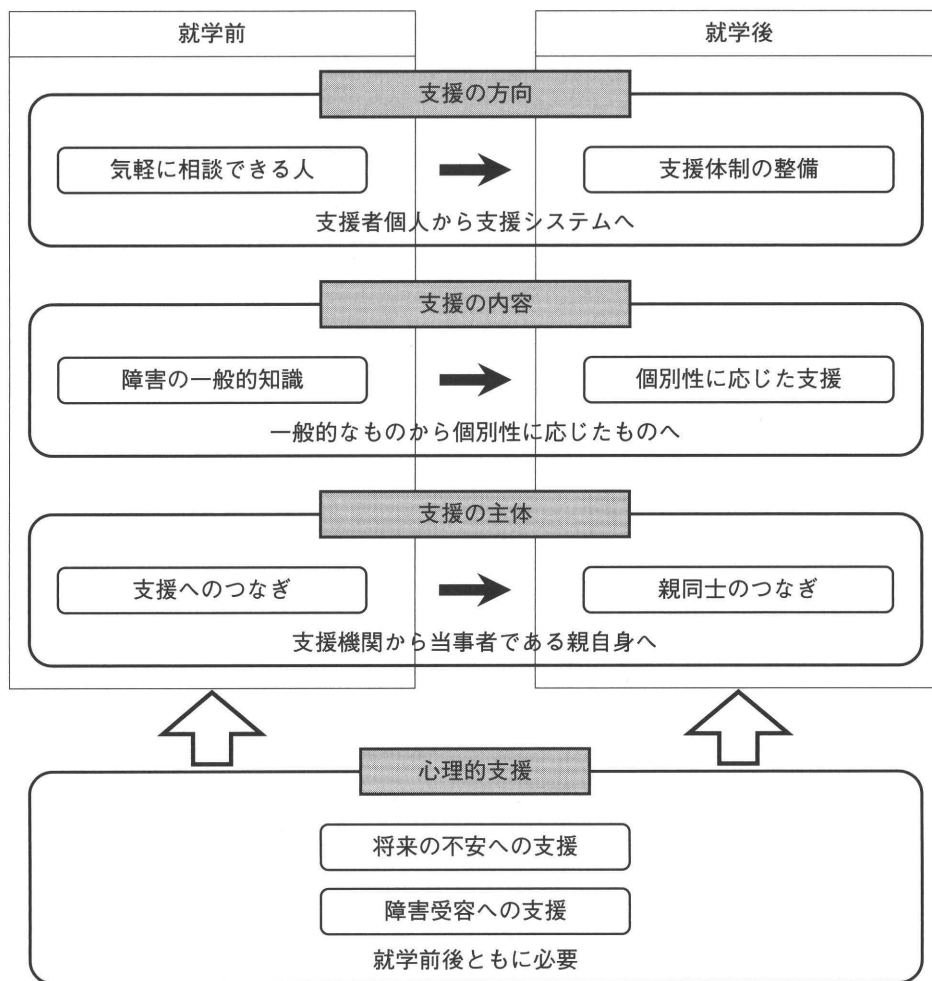 就学前
就学後
支援の方向
気軽に相談できる人
支援体制の整備
支援者個人から支援システムへ
支援の内容
障害の一般的知識
個別性に応じた支援
一般的なものから個別性に応じたものへ
支援の主体
支援へのつなぎ
親同士のつなぎ
支援機関から当事者である親自身へ
心理的支援
将来の不安への支援
障害受容への支援
就学前後ともに必要